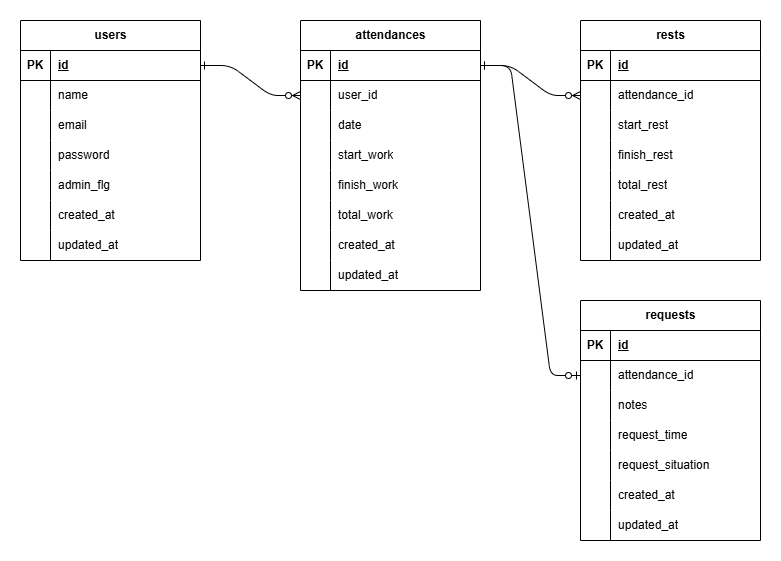 users
PK id
name
email
password
admin_flg
created_at
updated_at
attendances
PK id
user_id
date
start_work
finish_work
total_work
created_at
updated_at
rests
PK id
attendance_id
start_rest
finish_rest
total_rest
created_at
updated_at
requests
PK id
attendance_id
notes
request_time
request_situation
created_at
updated_at